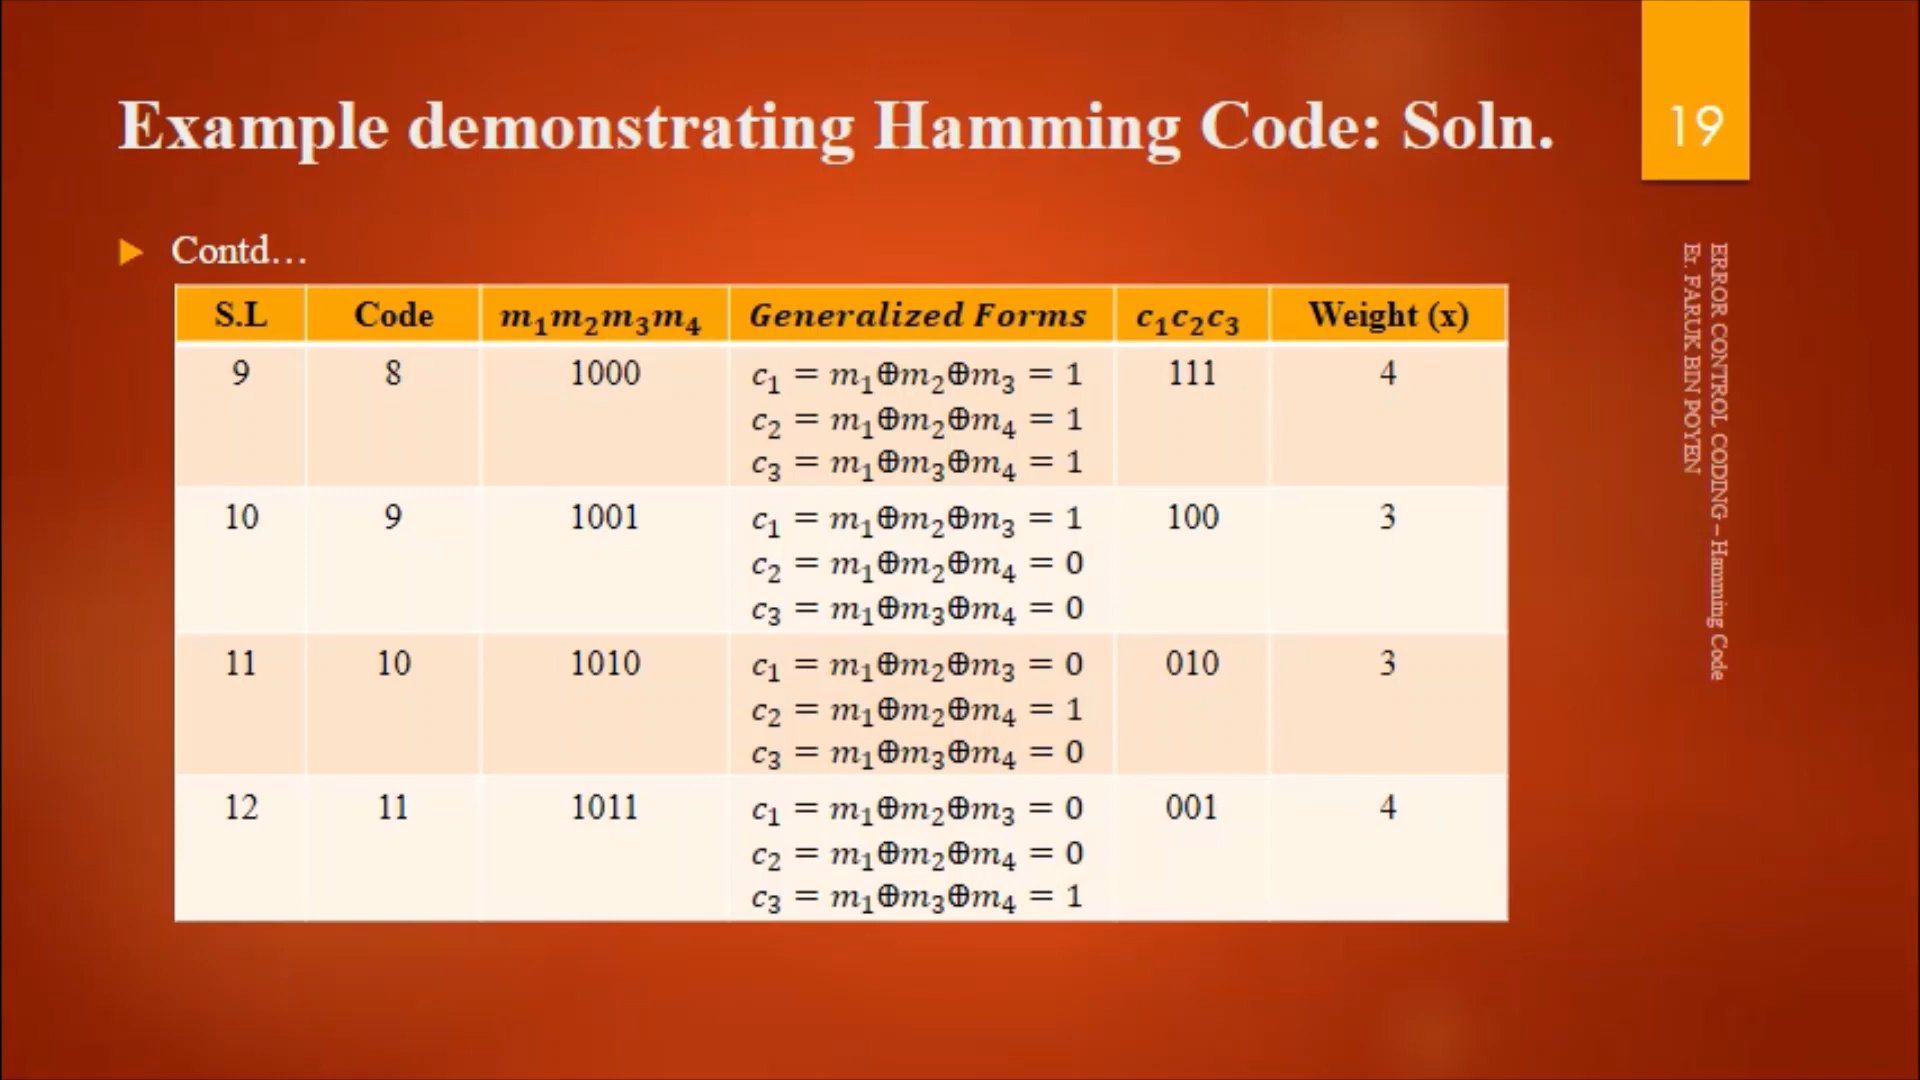 Example demonstrating Hamming Code: Soln.
19
Contd...
S.L Code m₁m₂m₃m₄ Generalized Forms c₁c₂c₃ Weight (x)
9 8 1000 c₁ = m₁⊕m₂⊕m₃ = 1 111 4
c₂ = m₁⊕m₂⊕m₄ = 1
c₃ = m₁⊕m₃⊕m₄ = 1
10 9 1001 c₁ = m₁⊕m₂⊕m₃ = 1 100 3
c₂ = m₁⊕m₂⊕m₄ = 0
c₃ = m₁⊕m₃⊕m₄ = 0
11 10 1010 c₁ = m₁⊕m₂⊕m₃ = 0 010 3
c₂ = m₁⊕m₂⊕m₄ = 1
c₃ = m₁⊕m₃⊕m₄ = 0
12 11 1011 c₁ = m₁⊕m₂⊕m₃ = 0 001 4
c₂ = m₁⊕m₂⊕m₄ = 0
c₃ = m₁⊕m₃⊕m₄ = 1
ERROR CONTROL CODING – Hamming Code
Er. FARUK BIN POYEN